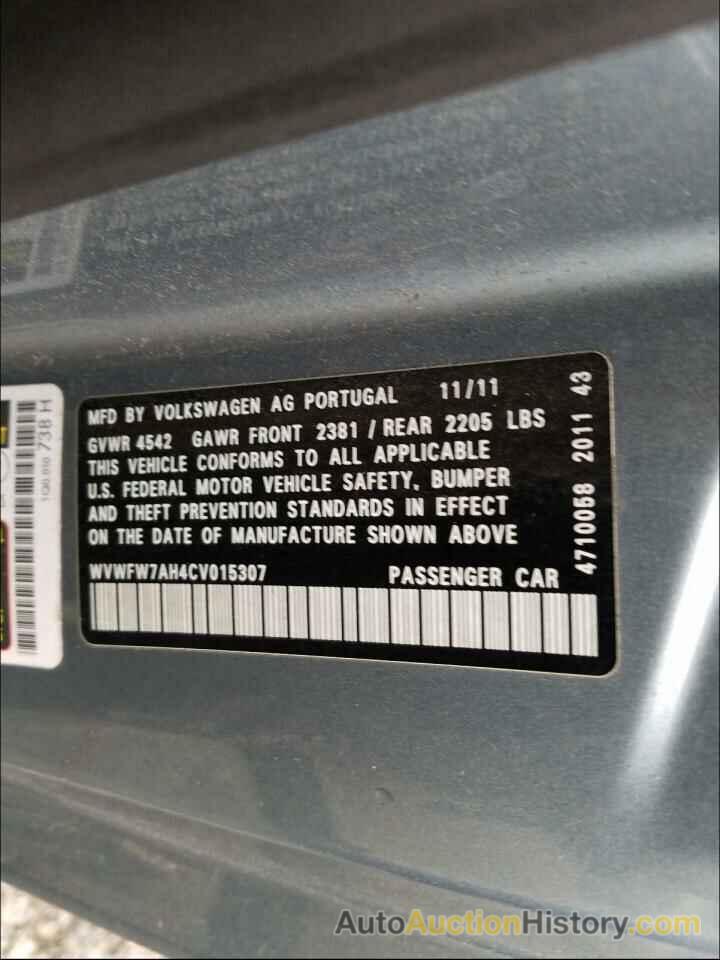 MFD BY VOLKSWAGEN AG PORTUGAL 11/11
GVWR 4542 GAWR FRONT 2381 / REAR 2205 LBS
THIS VEHICLE CONFORMS TO ALL APPLICABLE
U.S. FEDERAL MOTOR VEHICLE SAFETY, BUMPER
AND THEFT PREVENTION STANDARDS IN EFFECT
ON THE DATE OF MANUFACTURE SHOWN ABOVE
WVWFW7AH4CV015307 PASSENGER CAR
4710058 2011 43
738 H
AutoAuctionHistory.com